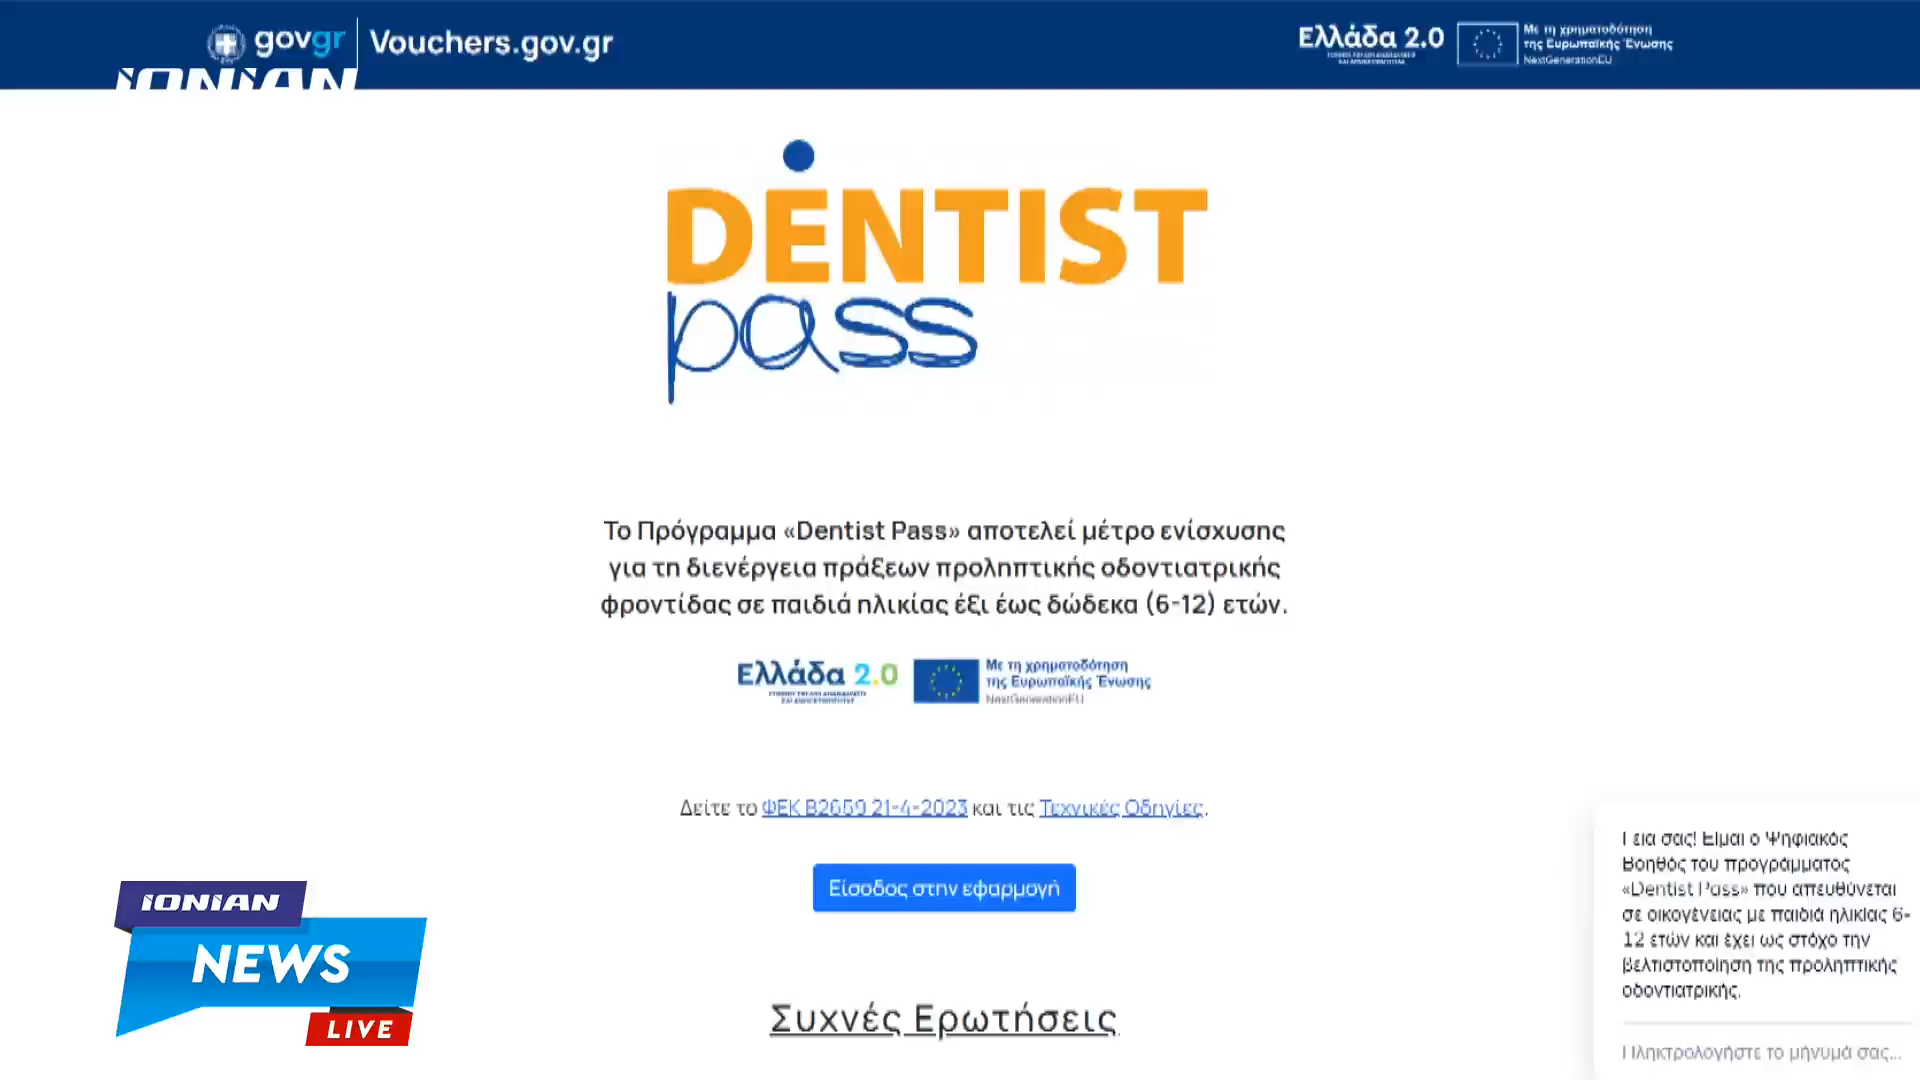 govgr
Vouchers.gov.gr
Ελλάδα 2.0
Με τη χρηματοδότηση
της Ευρωπαϊκής Ένωσης
NextGenerationEU
IONIAN
DENTIST
pass
Το Πρόγραμμα «Dentist Pass» αποτελεί μέτρο ενίσχυσης
για τη διενέργεια πράξεων προληπτικής οδοντιατρικής
φροντίδας σε παιδιά ηλικίας έξι έως δώδεκα (6-12) ετών.
Ελλάδα 2.0
Με τη χρηματοδότηση
της Ευρωπαϊκής Ένωσης
NextGenerationEU
Δείτε το ΦΕΚ Β2659 21-4-2023 και τις Τεχνικές Οδηγίες.
Είσοδος στην εφαρμογή
Συχνές Ερωτήσεις
Γεια σας! Είμαι ο Ψηφιακός
Βοηθός του προγράμματος
«Dentist Pass» που απευθύνεται
σε οικογένειας με παιδιά ηλικίας 6-
12 ετών και έχει ως στόχο την
βελτιστοποίηση της προληπτικής
οδοντιατρικής.
Πληκτρολογήστε το μήνυμά σας...
IONIAN
NEWS
LIVE